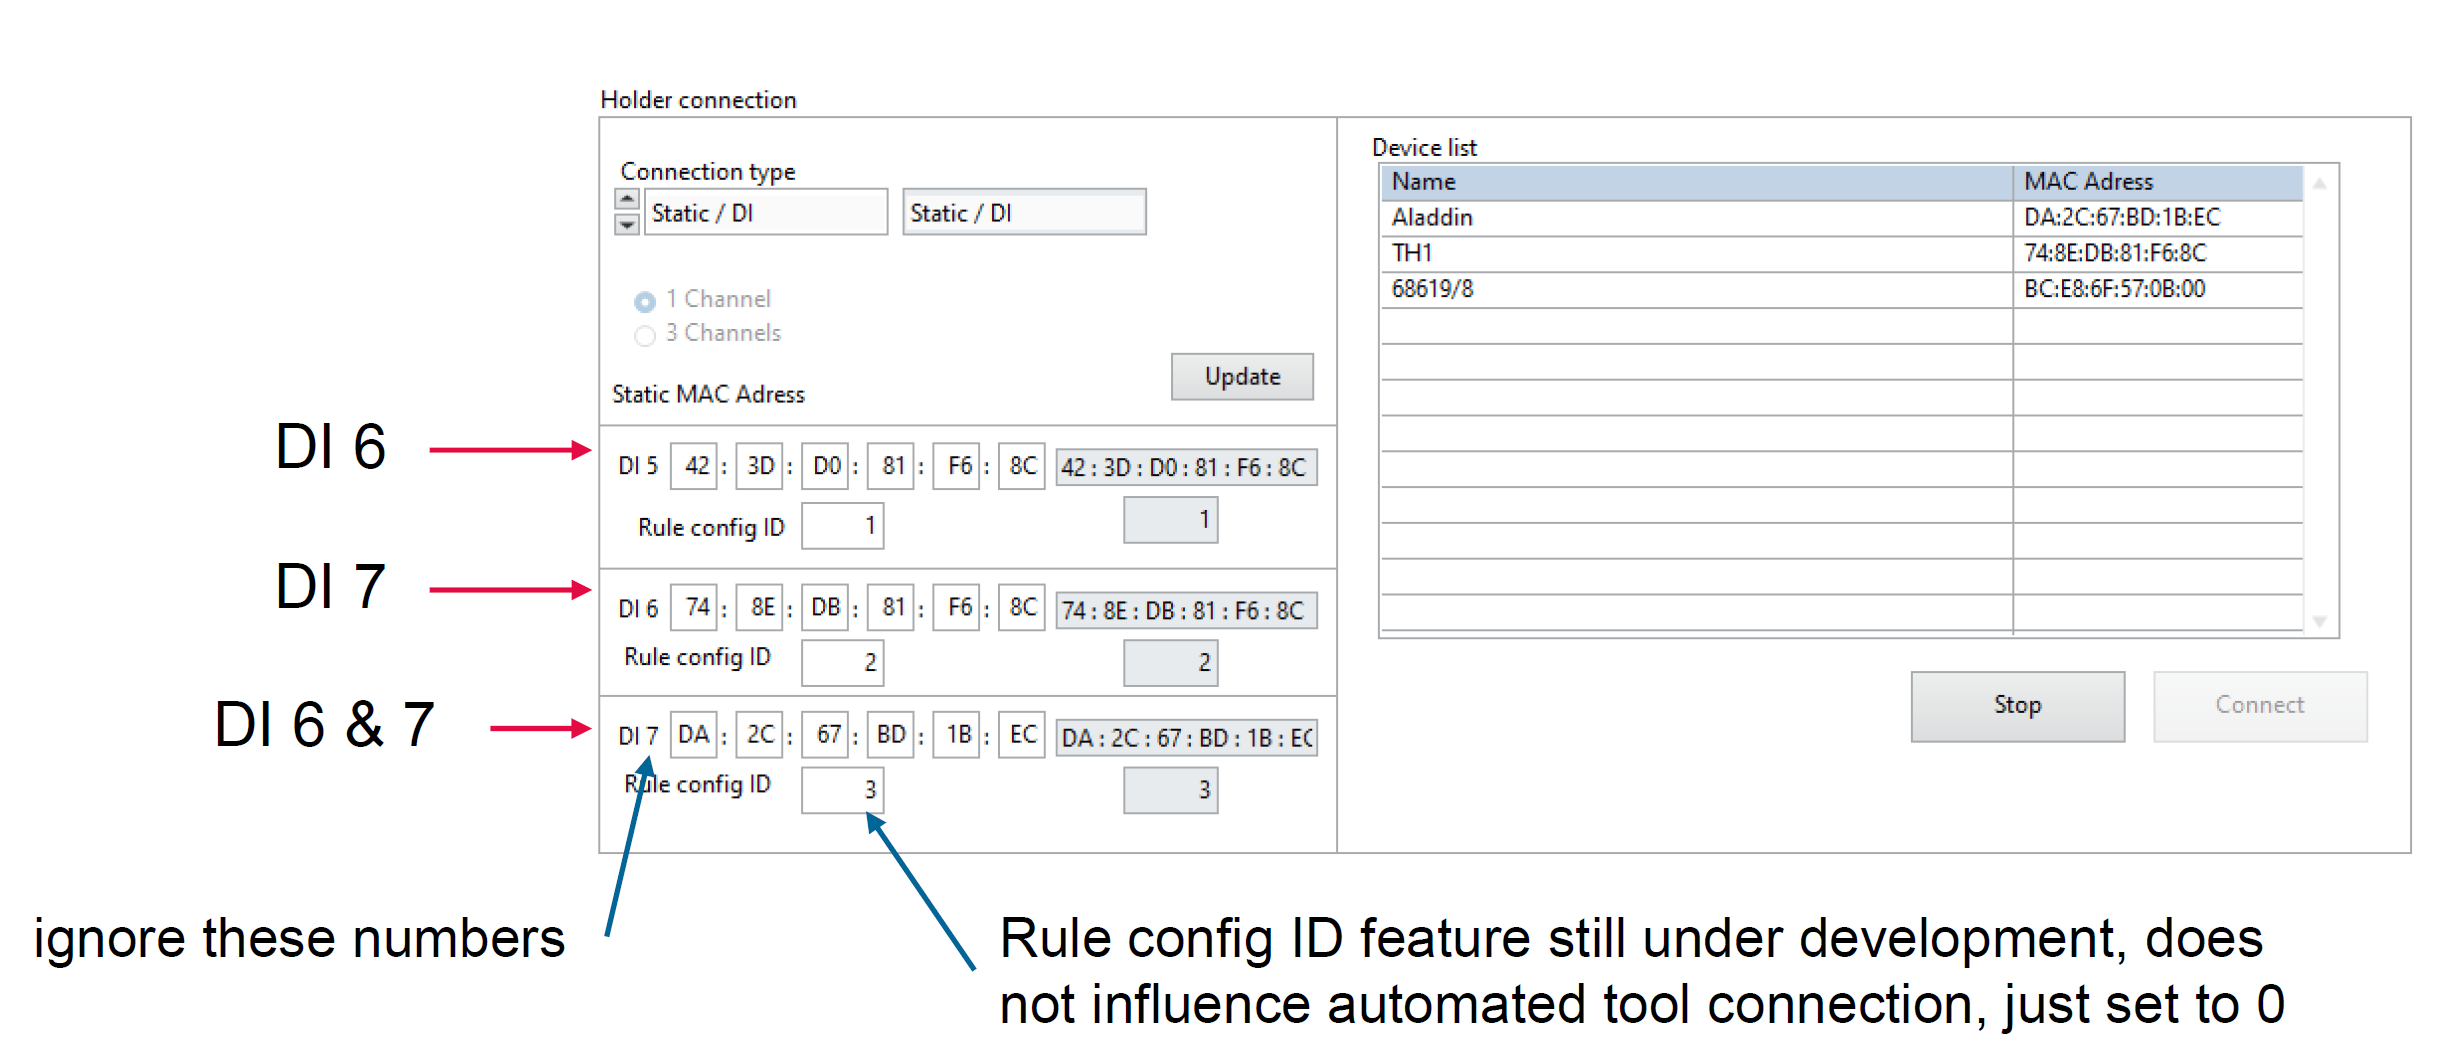 Holder connection
Connection type
Static / DI
Static / DI
1 Channel
3 Channels
Update
Static MAC Adress
DI 6
DI 5 42 : 3D : D0 : 81 : F6 : 8C 42 : 3D : D0 : 81 : F6 : 8C
Rule config ID 1 1
DI 7
DI 6 74 : 8E : DB : 81 : F6 : 8C 74 : 8E : DB : 81 : F6 : 8C
Rule config ID 2 2
DI 6 & 7
DI 7 DA : 2C : 67 : BD : 1B : EC DA : 2C : 67 : BD : 1B : EC
Rule config ID 3 3
Device list
Name MAC Adress
Aladdin DA:2C:67:BD:1B:EC
TH1 74:8E:DB:81:F6:8C
68619/8 BC:E8:6F:57:0B:00
Stop Connect
ignore these numbers
Rule config ID feature still under development, does
not influence automated tool connection, just set to 0